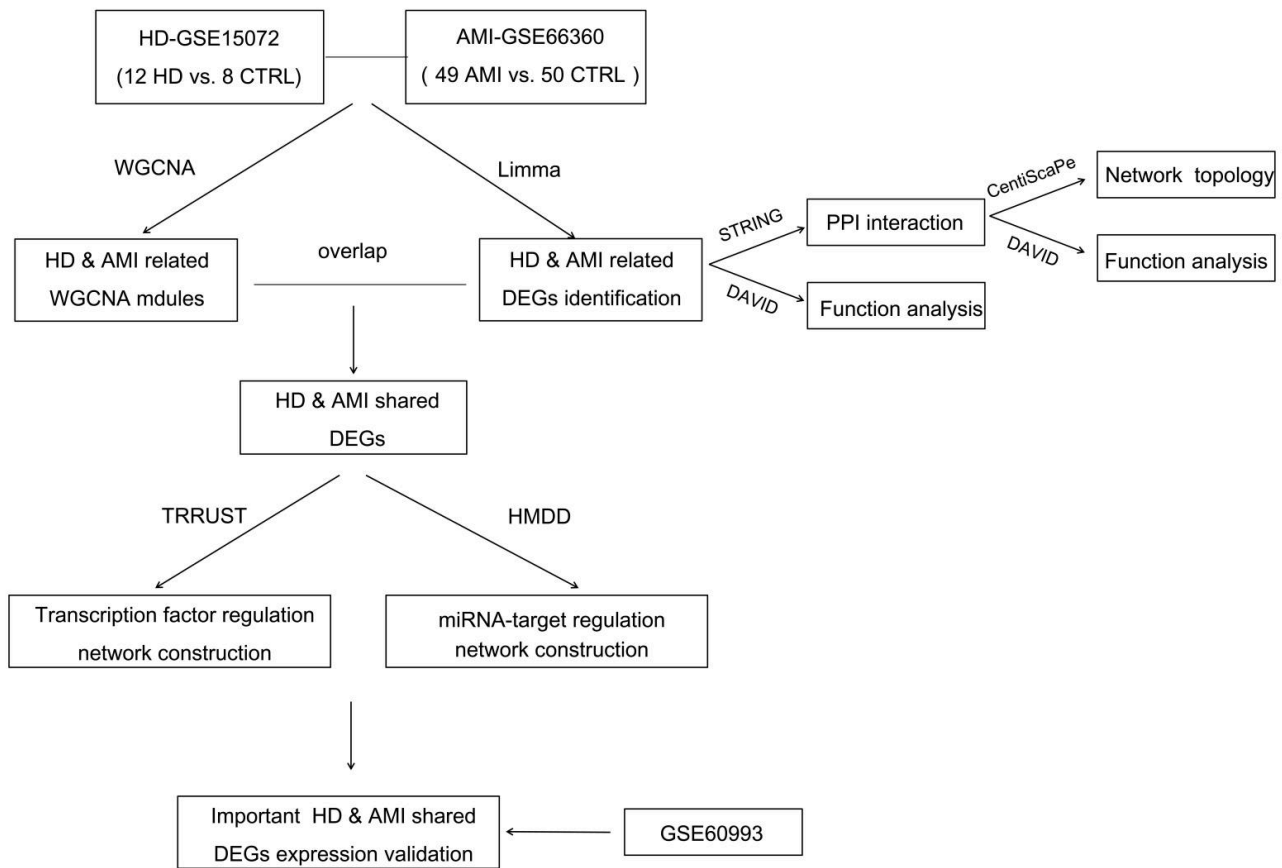 HD-GSE15072
(12 HD vs. 8 CTRL)
AMI-GSE66360
( 49 AMI vs. 50 CTRL )
WGCNA
Limma
HD & AMI related
WGCNA mdules
overlap
HD & AMI related
DEGs identification
STRING
DAVID
PPI interaction
Function analysis
CentiScaPe
DAVID
Network topology
Function analysis
HD & AMI shared
DEGs
TRRUST
HMDD
Transcription factor regulation
network construction
miRNA-target regulation
network construction
Important HD & AMI shared
DEGs expression validation
GSE60993